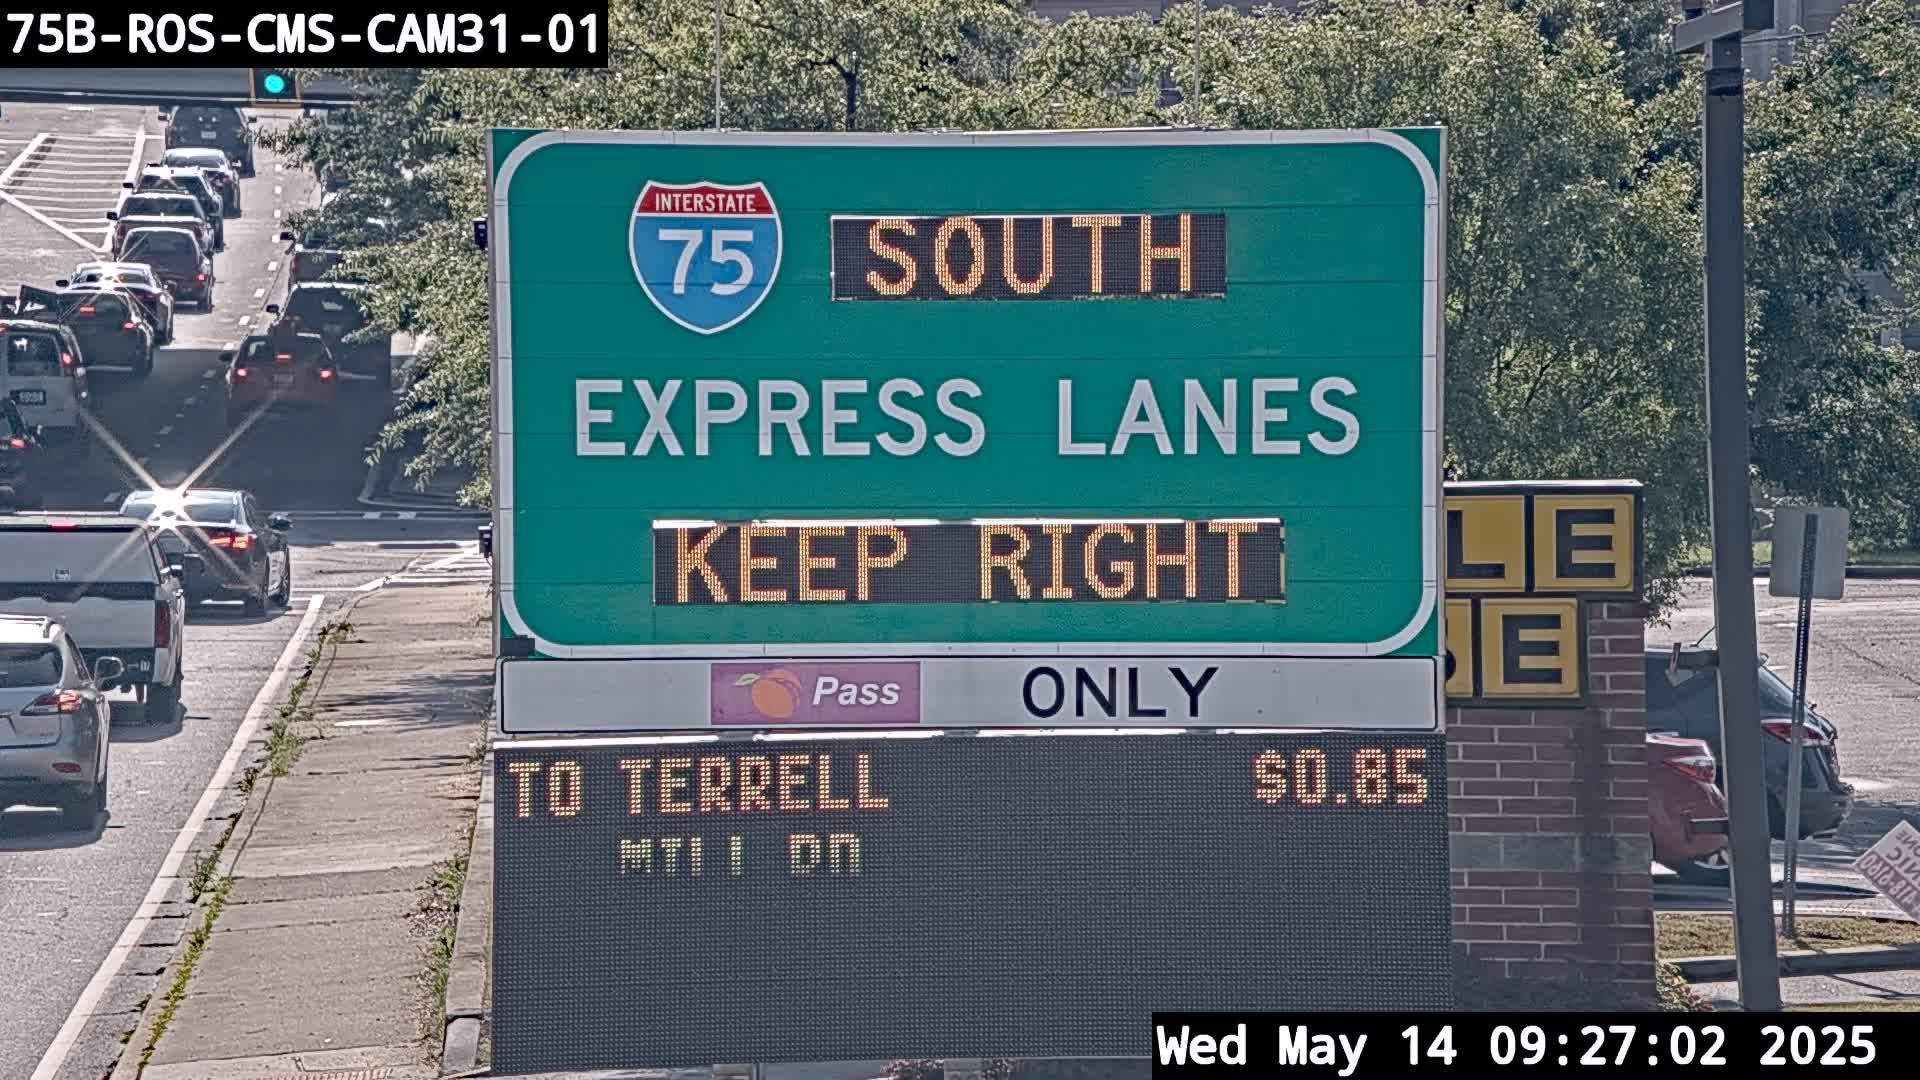 75B-ROS-CMS-CAM31-01
INTERSTATE
75
SOUTH
EXPRESS LANES
KEEP RIGHT
Pass ONLY
TO TERRELL $0.85
LE
E
Wed May 14 09:27:02 2025